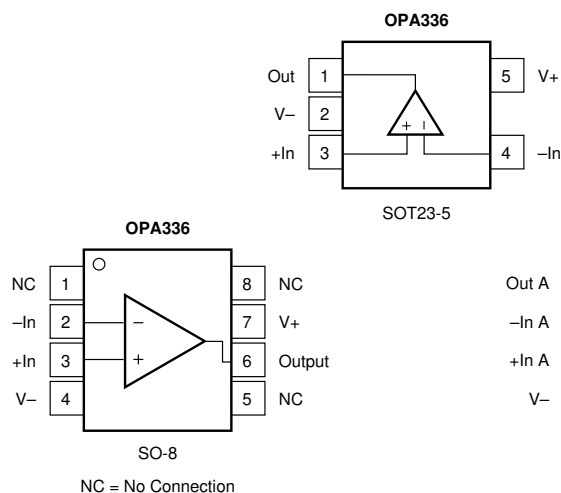 OPA336
Out 1 5 V+
V– 2
+In 3 + – 4 –In
SOT23-5
OPA336
NC 1 8 NC
–In 2 – 7 V+
+In 3 + 6 Output
V– 4 5 NC
SO-8
NC = No Connection
Out A
–In A
+In A
V–